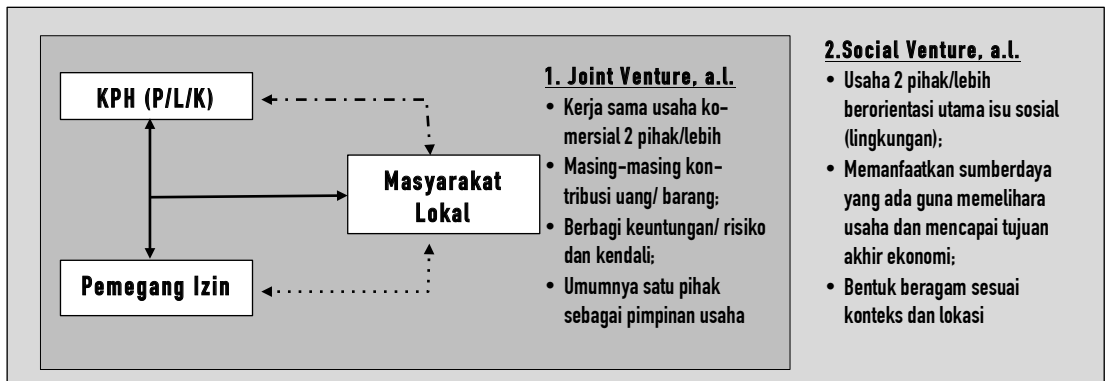 KPH (P/L/K)
Masyarakat
Lokal
Pemegang Izin
1. Joint Venture, a.l.
• Kerja sama usaha ko-
mersial 2 pihak/lebih
• Masing-masing kon-
tribusi uang/ barang;
• Berbagi keuntungan/ risiko
dan kendali;
• Umumnya satu pihak
sebagai pimpinan usaha
2.Social Venture, a.l.
• Usaha 2 pihak/lebih
berorientasi utama isu sosial
(lingkungan);
• Memanfaatkan sumberdaya
yang ada guna memelihara
usaha dan mencapai tujuan
akhir ekonomi;
• Bentuk beragam sesuai
konteks dan lokasi